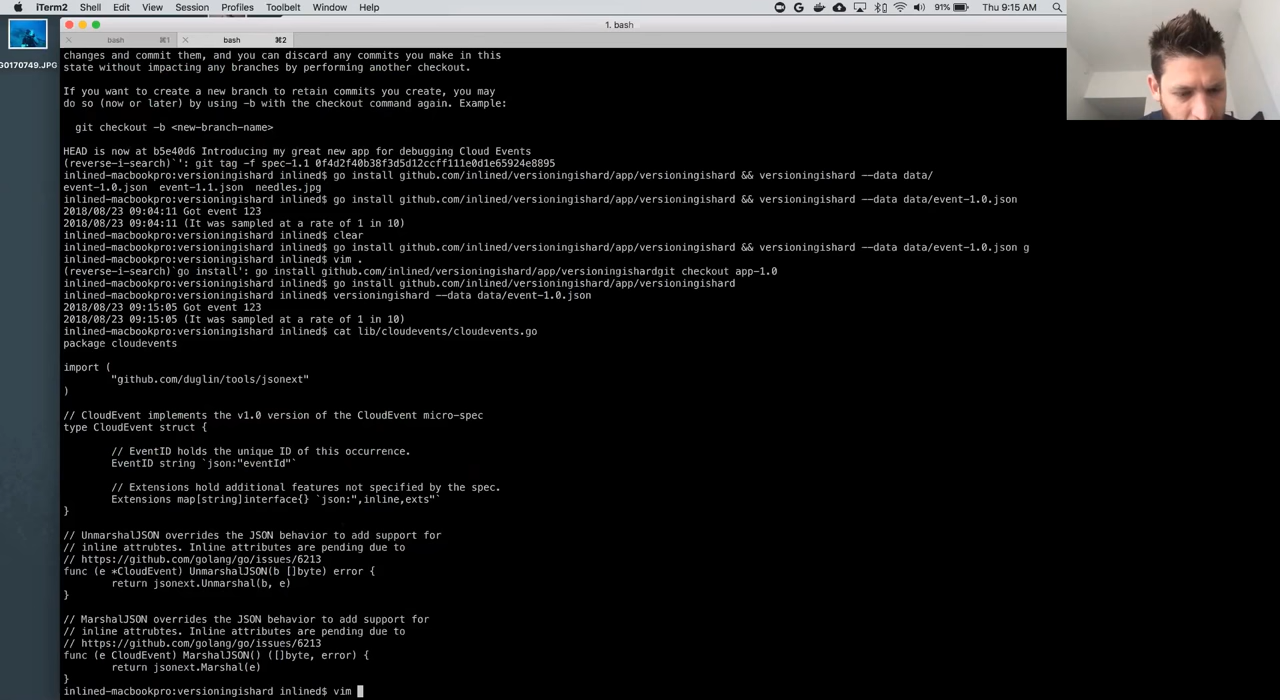 iTerm2 Shell Edit View Session Profiles Toolbelt Window Help 91% Thu 9:15 AM
1. bash
bash ⌘1 bash ⌘2
G0170749.JPG
changes and commit them, and you can discard any commits you make in this
state without impacting any branches by performing another checkout.
If you want to create a new branch to retain commits you create, you may
do so (now or later) by using -b with the checkout command again. Example:
git checkout -b <new-branch-name>
HEAD is now at b5e40d6 Introducing my great new app for debugging Cloud Events
(reverse-i-search)`': git tag -f spec-1.1 0f4d2f40b38f3d5d12ccff111e0d1e65924e8895
inlined-macbookpro:versioningishard inlined$ go install github.com/inlined/versioningishard/app/versioningishard && versioningishard --data data/
event-1.0.json event-1.1.json needles.jpg
inlined-macbookpro:versioningishard inlined$ go install github.com/inlined/versioningishard/app/versioningishard && versioningishard --data data/event-1.0.json
2018/08/23 09:04:11 Got event 123
2018/08/23 09:04:11 (It was sampled at a rate of 1 in 10)
inlined-macbookpro:versioningishard inlined$ clear
inlined-macbookpro:versioningishard inlined$ go install github.com/inlined/versioningishard/app/versioningishard && versioningishard --data data/event-1.0.json g
inlined-macbookpro:versioningishard inlined$ vim .
(reverse-i-search)`go install': go install github.com/inlined/versioningishard/app/versioningishardgit checkout app-1.0
inlined-macbookpro:versioningishard inlined$ go install github.com/inlined/versioningishard/app/versioningishard
inlined-macbookpro:versioningishard inlined$ versioningishard --data data/event-1.0.json
2018/08/23 09:15:05 Got event 123
2018/08/23 09:15:05 (It was sampled at a rate of 1 in 10)
inlined-macbookpro:versioningishard inlined$ cat lib/cloudevents/cloudevents.go
package cloudevents
import (
"github.com/duglin/tools/jsonext"
)
// CloudEvent implements the v1.0 version of the CloudEvent micro-spec
type CloudEvent struct {
// EventID holds the unique ID of this occurrence.
EventID string `json:"eventId"`
// Extensions hold additional features not specified by the spec.
Extensions map[string]interface{} `json:",inline,exts"`
}
// UnmarshalJSON overrides the JSON behavior to add support for
// inline attrubtes. Inline attributes are pending due to
// https://github.com/golang/go/issues/6213
func (e *CloudEvent) UnmarshalJSON(b []byte) error {
return jsonext.Unmarshal(b, e)
}
// MarshalJSON overrides the JSON behavior to add support for
// inline attrubtes. Inline attributes are pending due to
// https://github.com/golang/go/issues/6213
func (e CloudEvent) MarshalJSON() ([]byte, error) {
return jsonext.Marshal(e)
}
inlined-macbookpro:versioningishard inlined$ vim